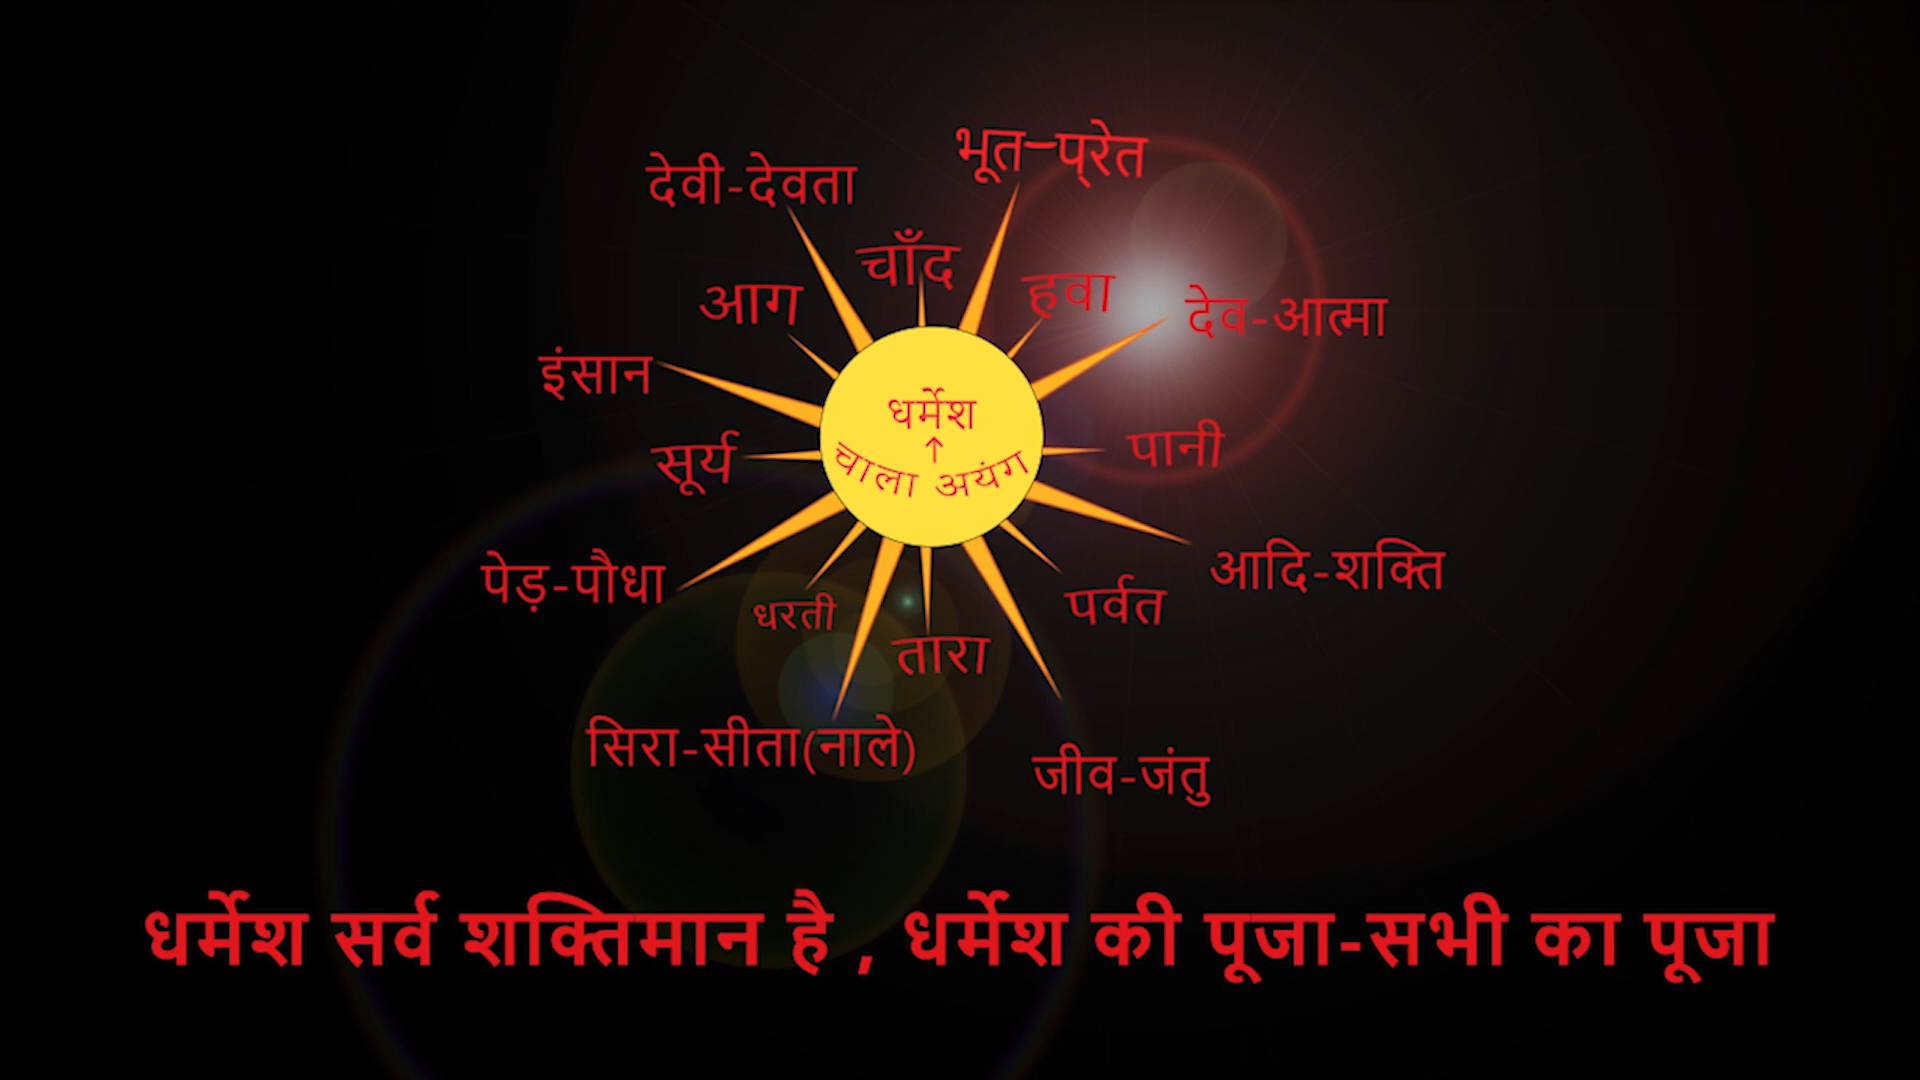 भूत-प्रेत
देवी-देवता
चाँद
हवा
आग
देव-आत्मा
इंसान
धर्मेश
↑
चाला अयंग
सूर्य
पानी
पेड़-पौधा
आदि-शक्ति
धरती
पर्वत
तारा
सिरा-सीता(नाले)
जीव-जंतु
धर्मेश सर्व शक्तिमान है , धर्मेश की पूजा-सभी का पूजा